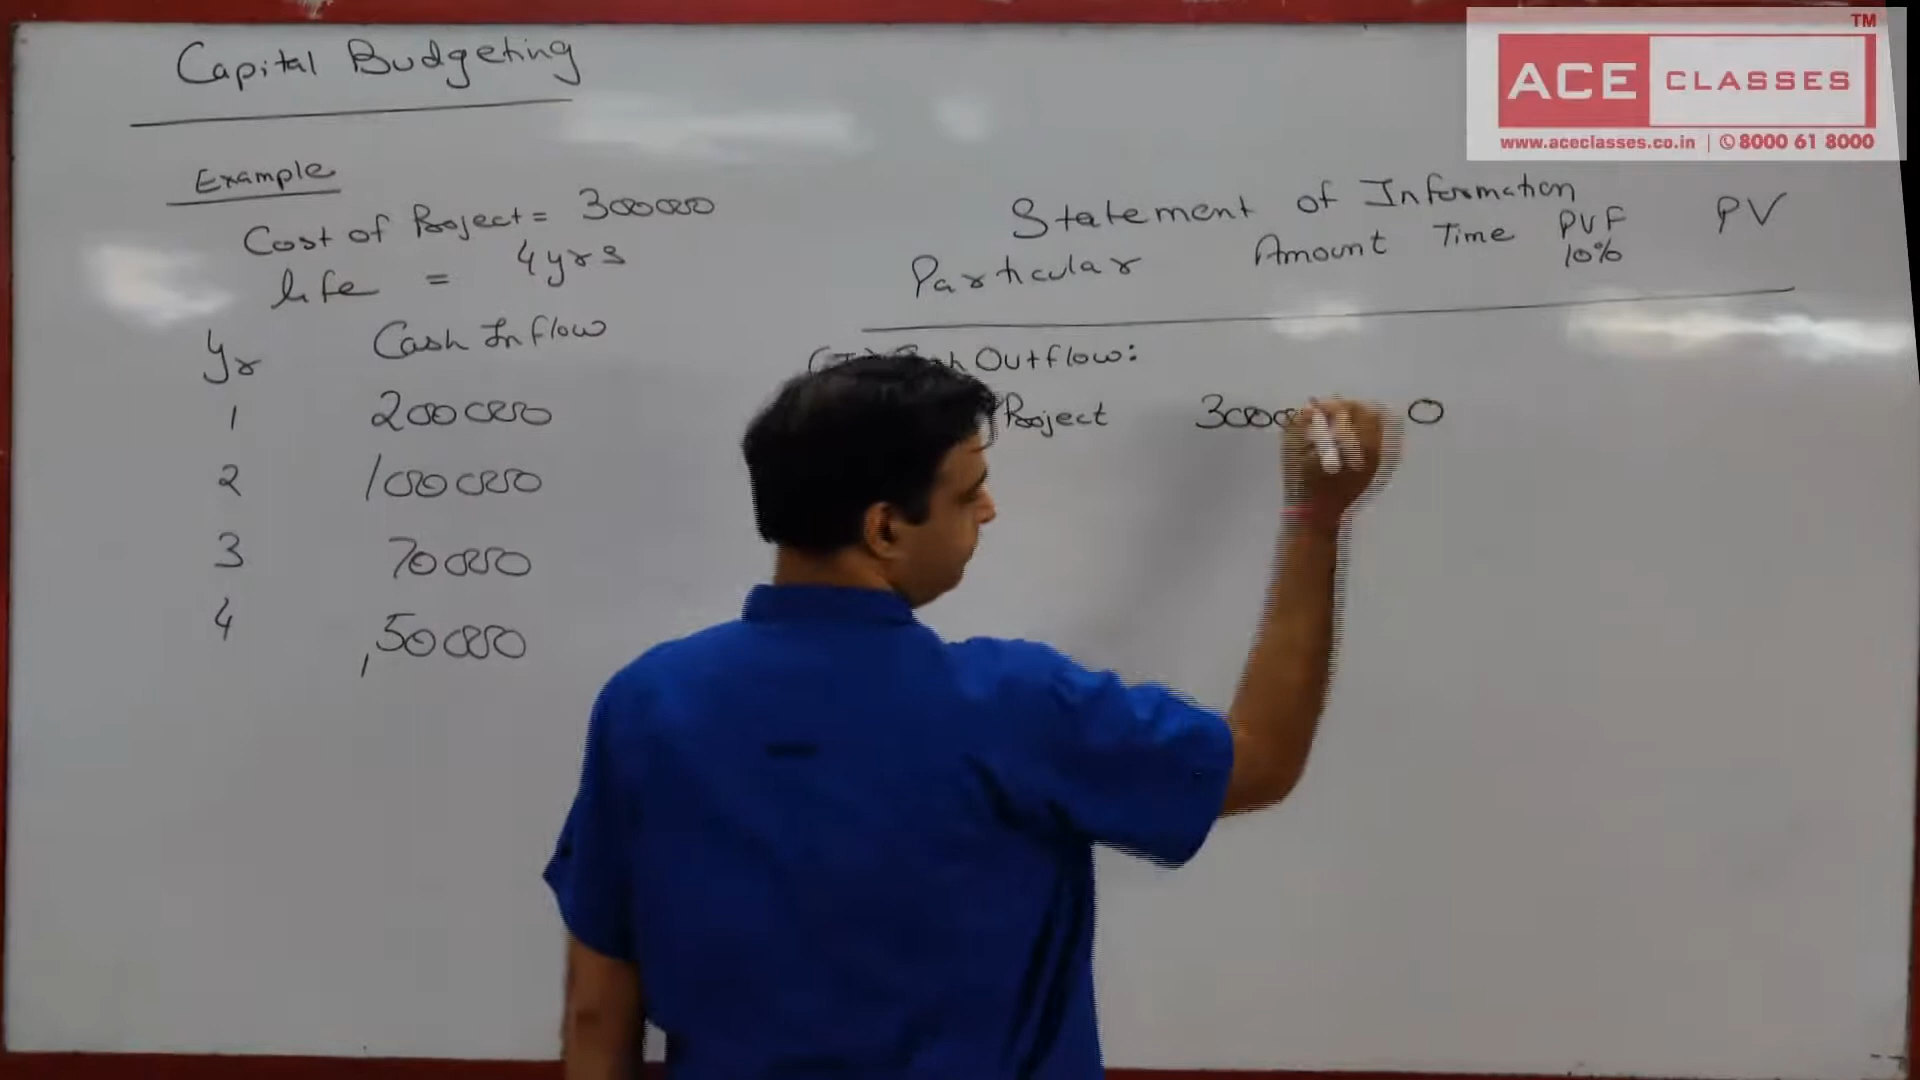 Capital Budgeting
Example
Cost of Project = 300000
life = 4 yrs
Yr Cash Inflow
1 200000
2 100000
3 70000
4 50000
Statement of Information
Particular Amount Time PVF 10% PV
Outflow:
Project 0
TM
ACE CLASSES
www.aceclasses.co.in | 8000 61 8000